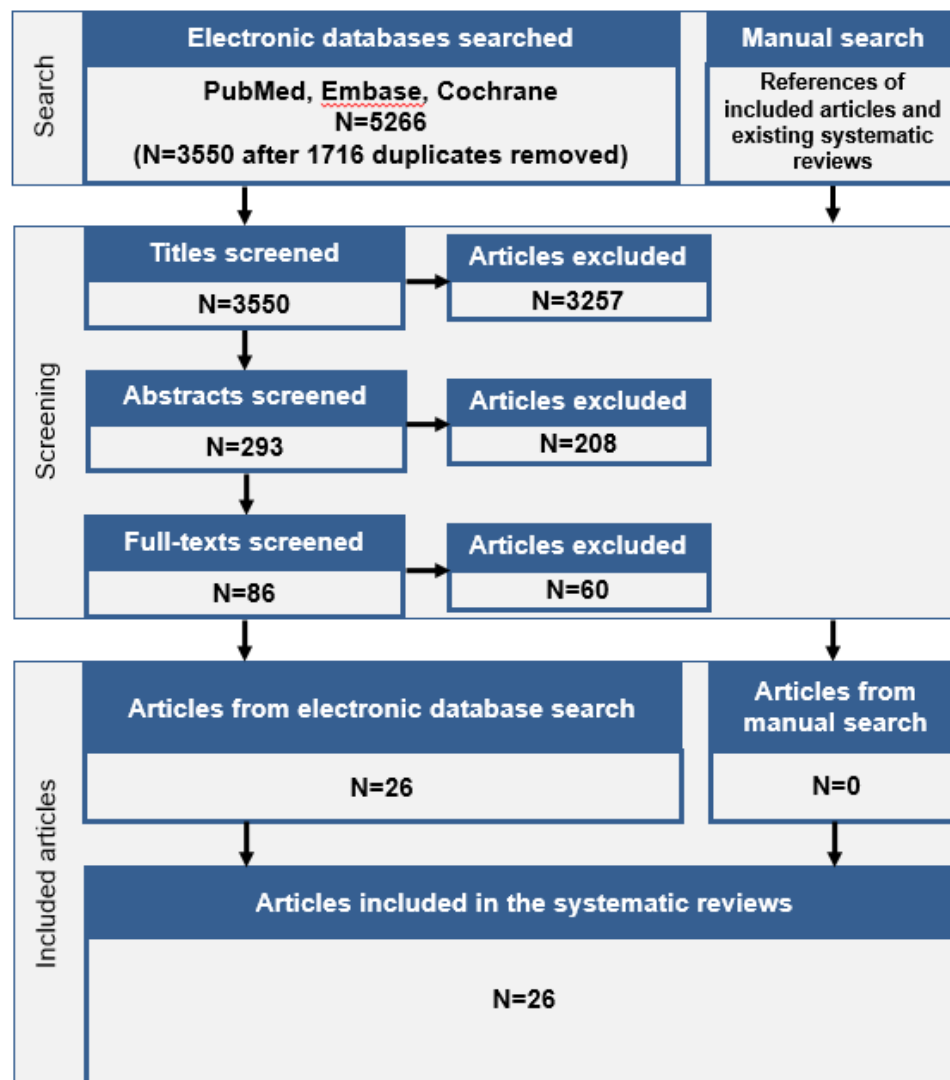 Search
Electronic databases searched
PubMed, Embase, Cochrane
N=5266
(N=3550 after 1716 duplicates removed)
Manual search
References of
included articles and
existing systematic
reviews
Screening
Titles screened
N=3550
Articles excluded
N=3257
Abstracts screened
N=293
Articles excluded
N=208
Full-texts screened
N=86
Articles excluded
N=60
Included articles
Articles from electronic database search
N=26
Articles from
manual search
N=0
Articles included in the systematic reviews
N=26